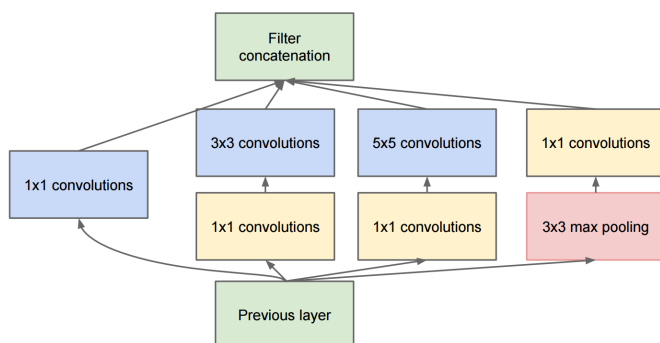 Filter
concatenation
3x3 convolutions
5x5 convolutions
1x1 convolutions
1x1 convolutions
1x1 convolutions
1x1 convolutions
3x3 max pooling
Previous layer